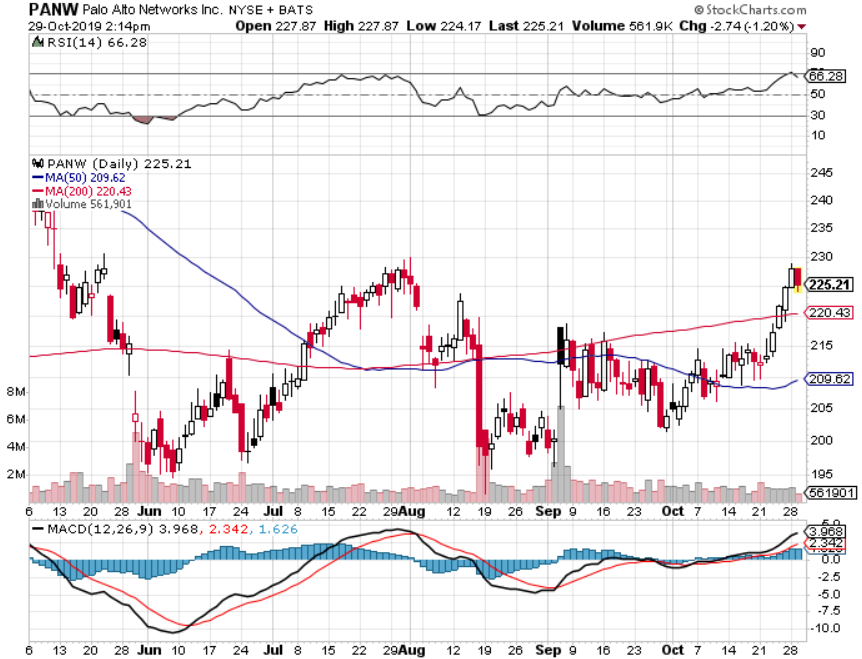 PANW Palo Alto Networks Inc. NYSE + BATS © StockCharts.com
29-Oct-2019 2:14pm Open 227.87 High 227.87 Low 224.17 Last 225.21 Volume 561.9K Chg -2.74 (-1.20%)
RSI(14) 66.28
90
66.28
50
30
10
PANW (Daily) 225.21
MA(50) 209.62
MA(200) 220.43
Volume 561,901
245
240
235
230
225.21
220.43
215
209.62
205
200
195
561901
8M
6M
4M
2M
6 13 20 28 Jun 10 17 24 Jul 8 15 22 29 Aug 12 19 26 Sep 9 16 23 Oct 7 14 21 28
MACD(12,26,9) 3.968, 2.342, 1.626
5.0
3.968
2.342
0.0
-2.5
-5.0
-7.5
-10.0
6 13 20 28 Jun 10 17 24 Jul 8 15 22 29 Aug 12 19 26 Sep 9 16 23 Oct 7 14 21 28